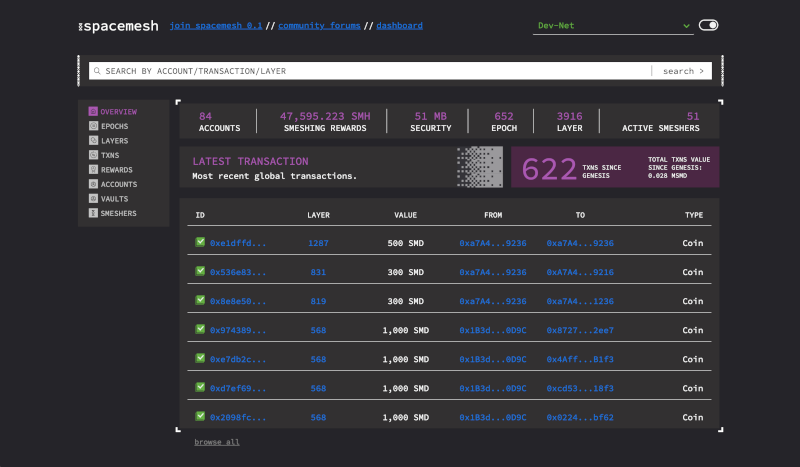 spacemesh join spacemesh 0.1 // community forums // dashboard Dev-Net
SEARCH BY ACCOUNT/TRANSACTION/LAYER search >
OVERVIEW
EPOCHS
LAYERS
TXNS
REWARDS
ACCOUNTS
VAULTS
SMESHERS
84 47,595.223 SMH 51 MB 652 3916 51
ACCOUNTS SMESHING REWARDS SECURITY EPOCH LAYER ACTIVE SMESHERS
LATEST TRANSACTION
Most recent global transactions.
622
TXNS SINCE
GENESIS
TOTAL TXNS VALUE
SINCE GENESIS:
0.028 MSMD
ID LAYER VALUE FROM TO TYPE
0xe1dffd... 1287 500 SMD 0xa7A4...9236 0xa7A4...9236 Coin
0x536e83... 831 300 SMD 0xa7A4...9236 0xA7A4...9216 Coin
0x8e8e50... 819 300 SMD 0xa7A4...9236 0xa7A4...1236 Coin
0x974389... 568 1,000 SMD 0x1B3d...0D9C 0x8727...2ee7 Coin
0xe7db2c... 568 1,000 SMD 0x1B3d...0D9C 0x4Aff...B1f3 Coin
0xd7ef69... 568 1,000 SMD 0x1B3d...0D9C 0xcd53...18f3 Coin
0x2098fc... 568 1,000 SMD 0x1B3d...0D9C 0x0224...bf62 Coin
browse all